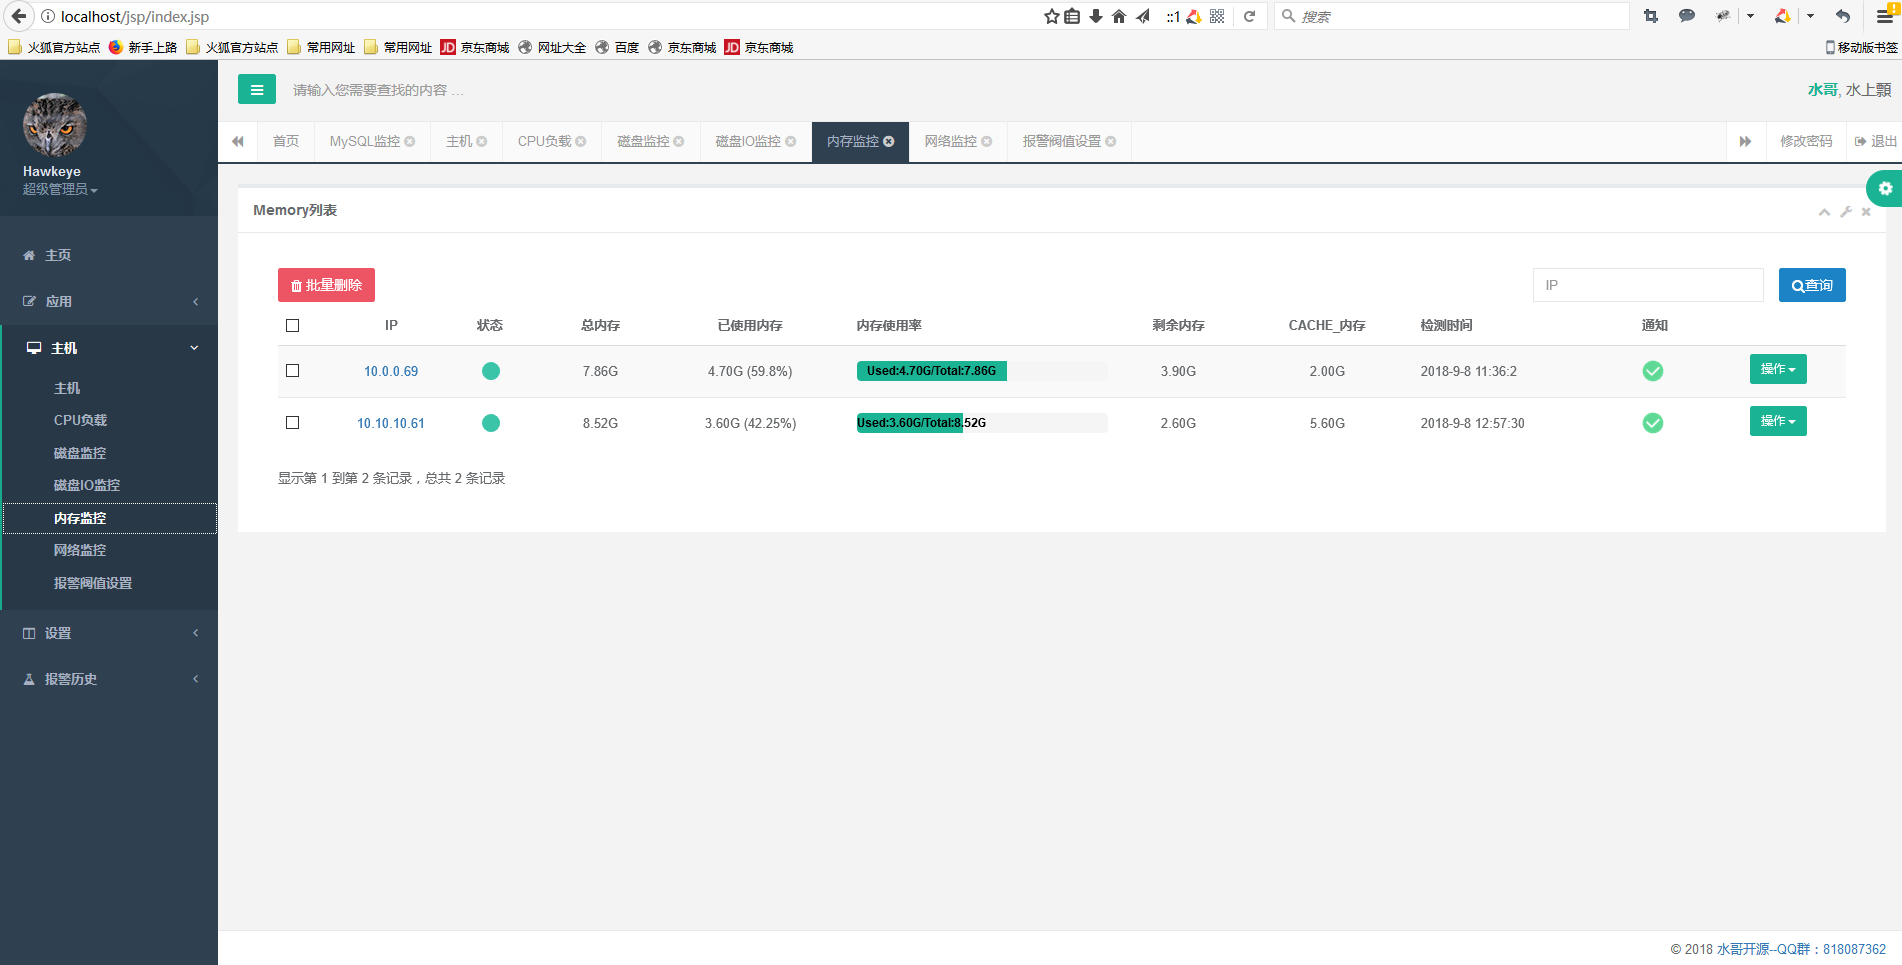 localhost/jsp/index.jsp
::1
搜索
火狐官方站点 新手上路 火狐官方站点 常用网址 常用网址 JD 京东商城 网址大全 百度 京东商城 JD 京东商城 移动版书签
Hawkeye
超级管理员
主页
应用
主机
主机
CPU负载
磁盘监控
磁盘IO监控
内存监控
网络监控
报警阀值设置
设置
报警历史
请输入您需要查找的内容 …
水哥, 水上顠
首页 MySQL监控 主机 CPU负载 磁盘监控 磁盘IO监控 内存监控 网络监控 报警阀值设置 修改密码 退出
Memory列表
批量删除 IP 查询
IP 状态 总内存 已使用内存 内存使用率 剩余内存 CACHE_内存 检测时间 通知
10.0.0.69 7.86G 4.70G (59.8%) Used:4.70G/Total:7.86G 3.90G 2.00G 2018-9-8 11:36:2 操作
10.10.10.61 8.52G 3.60G (42.25%) Used:3.60G/Total:8.52G 2.60G 5.60G 2018-9-8 12:57:30 操作
显示第 1 到第 2 条记录，总共 2 条记录
© 2018 水哥开源--QQ群：818087362